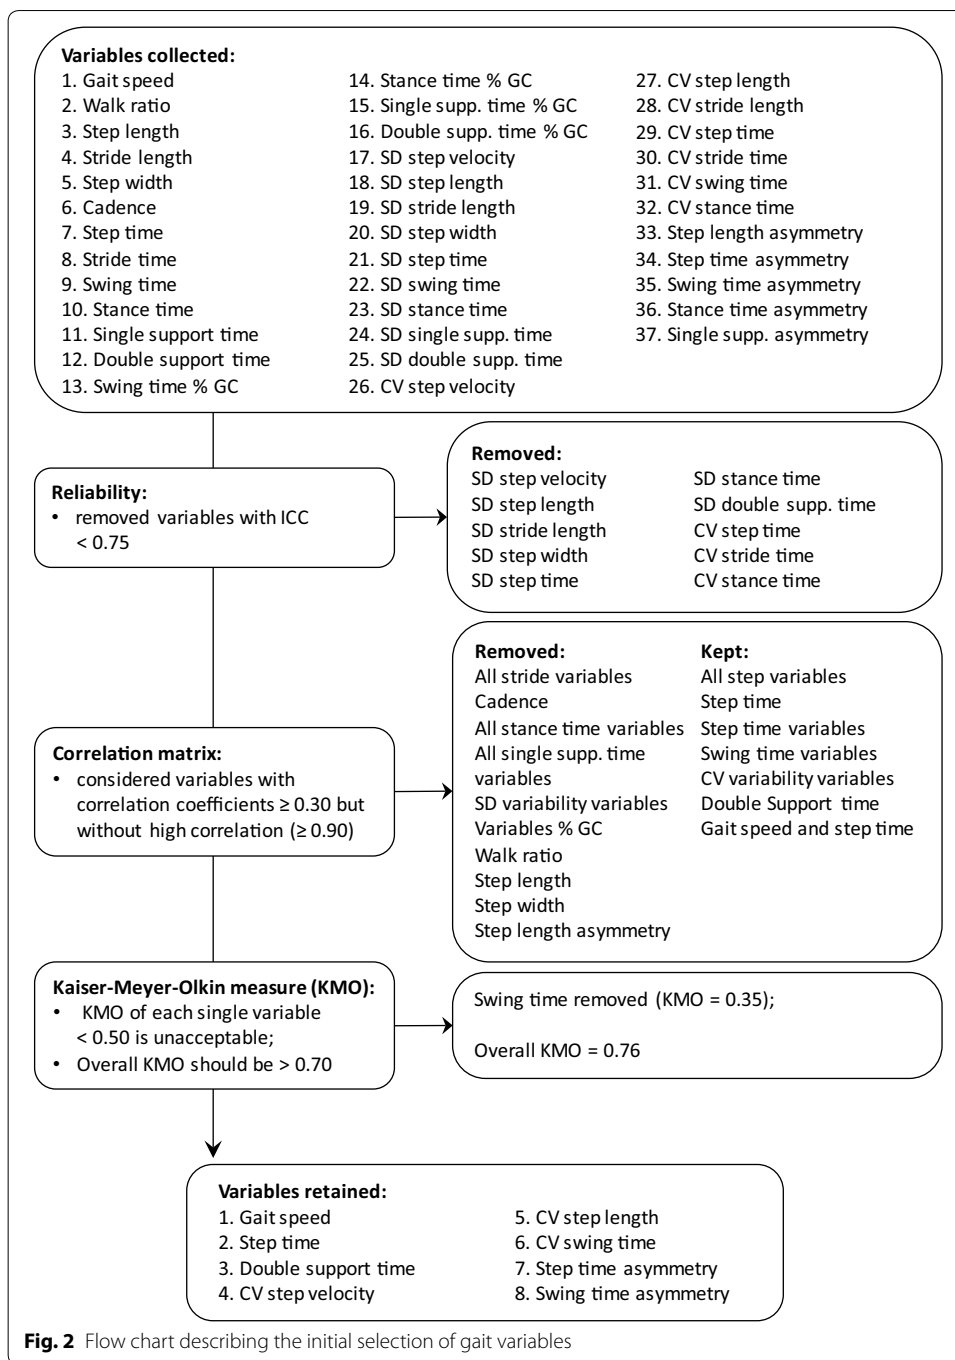 Variables collected:
1. Gait speed
2. Walk ratio
3. Step length
4. Stride length
5. Step width
6. Cadence
7. Step time
8. Stride time
9. Swing time
10. Stance time
11. Single support time
12. Double support time
13. Swing time % GC
14. Stance time % GC
15. Single supp. time % GC
16. Double supp. time % GC
17. SD step velocity
18. SD step length
19. SD stride length
20. SD step width
21. SD step time
22. SD swing time
23. SD stance time
24. SD single supp. time
25. SD double supp. time
26. CV step velocity
27. CV step length
28. CV stride length
29. CV step time
30. CV stride time
31. CV swing time
32. CV stance time
33. Step length asymmetry
34. Step time asymmetry
35. Swing time asymmetry
36. Stance time asymmetry
37. Single supp. asymmetry
Reliability:
• removed variables with ICC
< 0.75
Removed:
SD step velocity
SD step length
SD stride length
SD step width
SD step time
SD stance time
SD double supp. time
CV step time
CV stride time
CV stance time
Correlation matrix:
• considered variables with
correlation coefficients ≥ 0.30 but
without high correlation (≥ 0.90)
Removed:
All stride variables
Cadence
All stance time variables
All single supp. time
variables
SD variability variables
Variables % GC
Walk ratio
Step length
Step width
Step length asymmetry
Kept:
All step variables
Step time
Step time variables
Swing time variables
CV variability variables
Double Support time
Gait speed and step time
Kaiser-Meyer-Olkin measure (KMO):
• KMO of each single variable
< 0.50 is unacceptable;
• Overall KMO should be > 0.70
Swing time removed (KMO = 0.35);
Overall KMO = 0.76
Variables retained:
1. Gait speed
2. Step time
3. Double support time
4. CV step velocity
5. CV step length
6. CV swing time
7. Step time asymmetry
8. Swing time asymmetry
Fig. 2 Flow chart describing the initial selection of gait variables